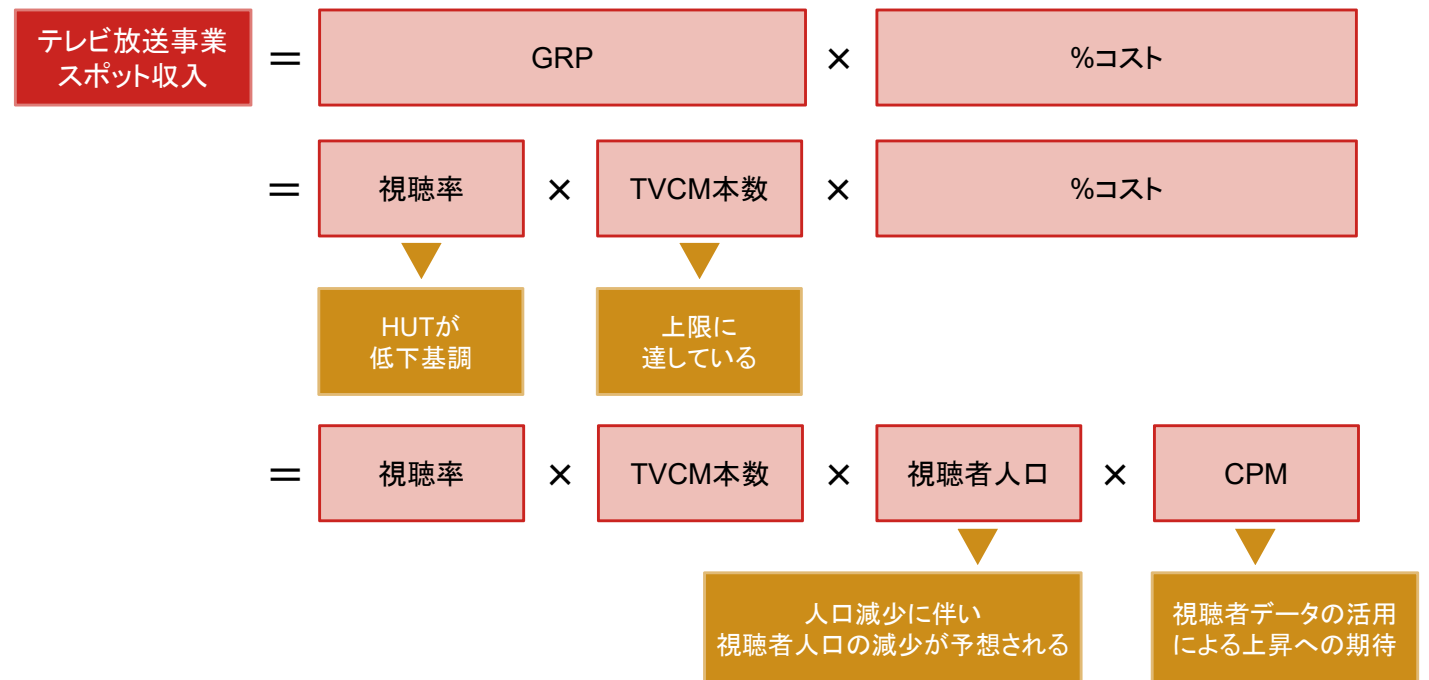 テレビ放送事業
スポット収入
＝
GRP
×
%コスト
＝
視聴率
×
TVCM本数
×
%コスト
HUTが
低下基調
上限に
達している
＝
視聴率
×
TVCM本数
×
視聴者人口
×
CPM
人口減少に伴い
視聴者人口の減少が予想される
視聴者データの活用
による上昇への期待